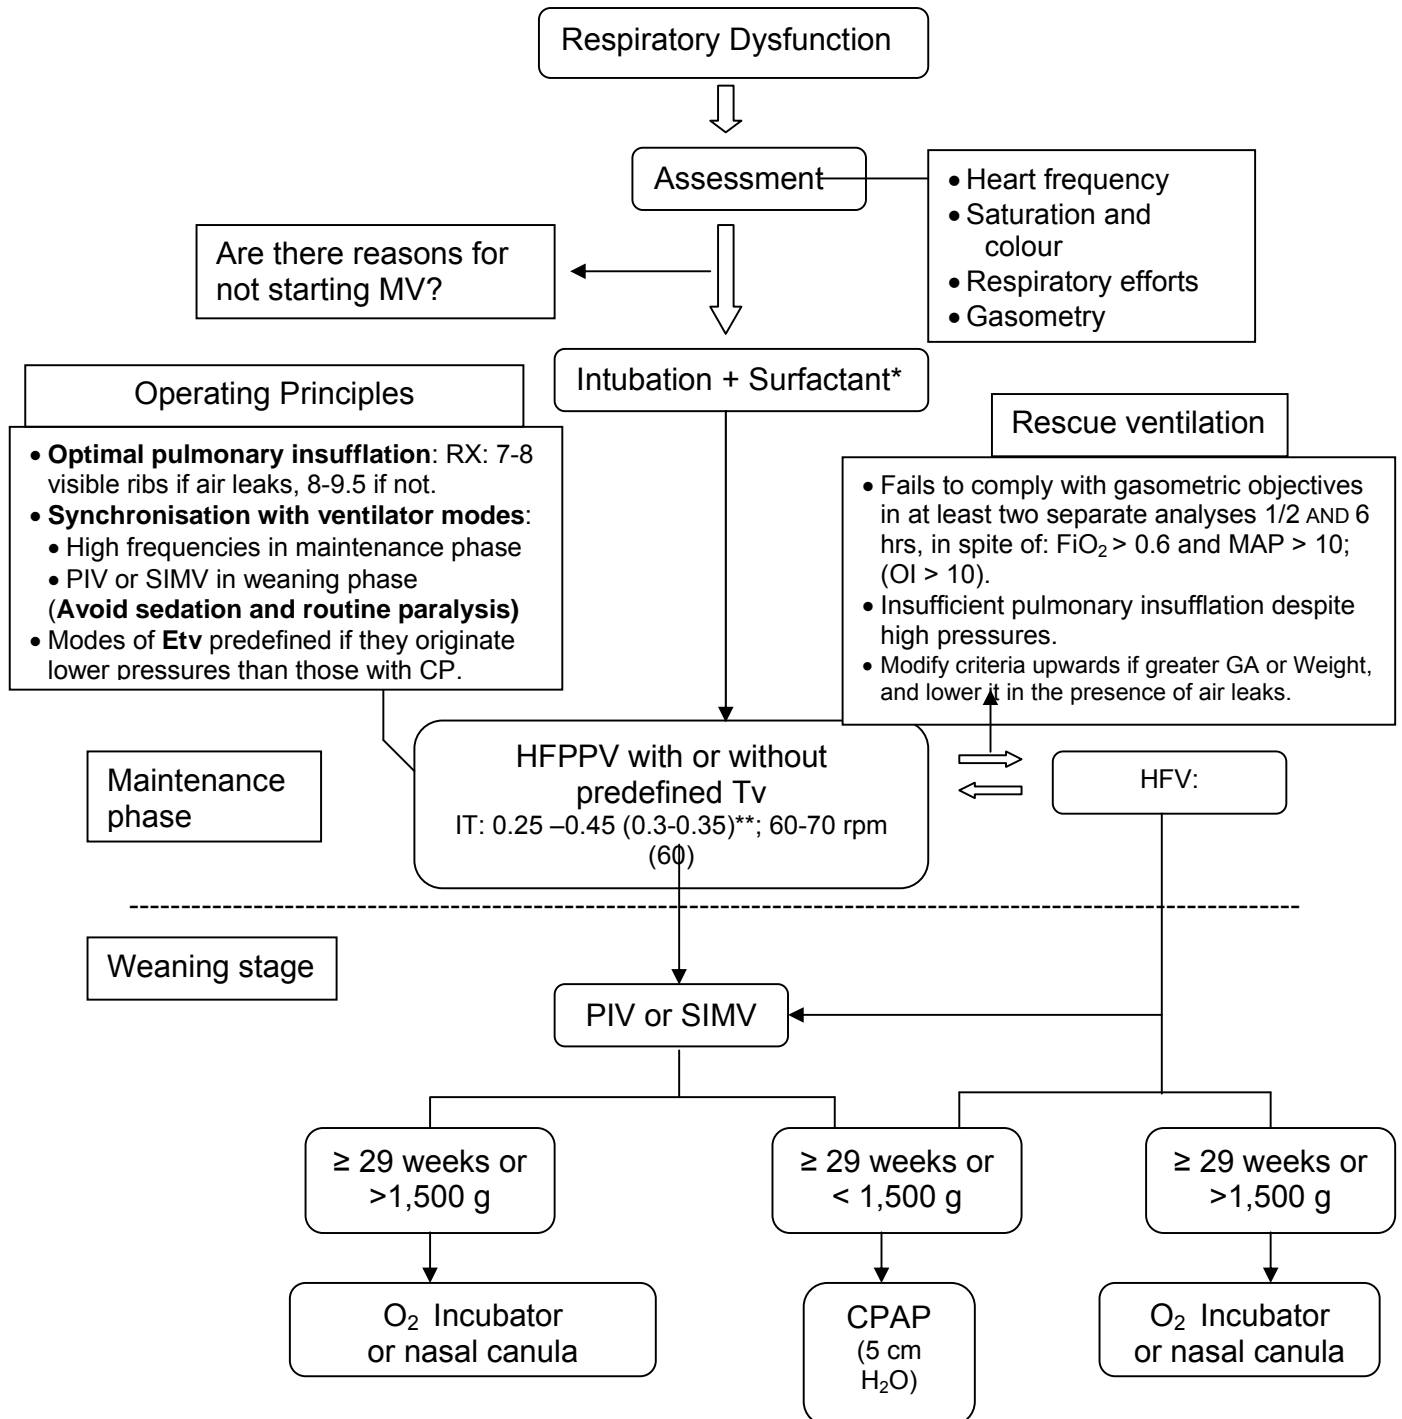 Respiratory Dysfunction
Assessment
• Heart frequency
• Saturation and
colour
• Respiratory efforts
• Gasometry
Are there reasons for
not starting MV?
Intubation + Surfactant*
Operating Principles
• Optimal pulmonary insufflation: RX: 7-8
visible ribs if air leaks, 8-9.5 if not.
• Synchronisation with ventilator modes:
• High frequencies in maintenance phase
• PIV or SIMV in weaning phase
(Avoid sedation and routine paralysis)
• Modes of Etv predefined if they originate
lower pressures than those with CP.
Rescue ventilation
• Fails to comply with gasometric objectives
in at least two separate analyses 1/2 AND 6
hrs, in spite of: FiO₂ > 0.6 and MAP > 10;
(OI > 10).
• Insufficient pulmonary insufflation despite
high pressures.
• Modify criteria upwards if greater GA or Weight,
and lower it in the presence of air leaks.
Maintenance
phase
HFPPV with or without
predefined Tv
IT: 0.25 –0.45 (0.3-0.35)**; 60-70 rpm
(60)
HFV:
Weaning stage
PIV or SIMV
≥ 29 weeks or
>1,500 g
≥ 29 weeks or
< 1,500 g
≥ 29 weeks or
>1,500 g
O₂ Incubator
or nasal canula
CPAP
(5 cm
H₂O)
O₂ Incubator
or nasal canula